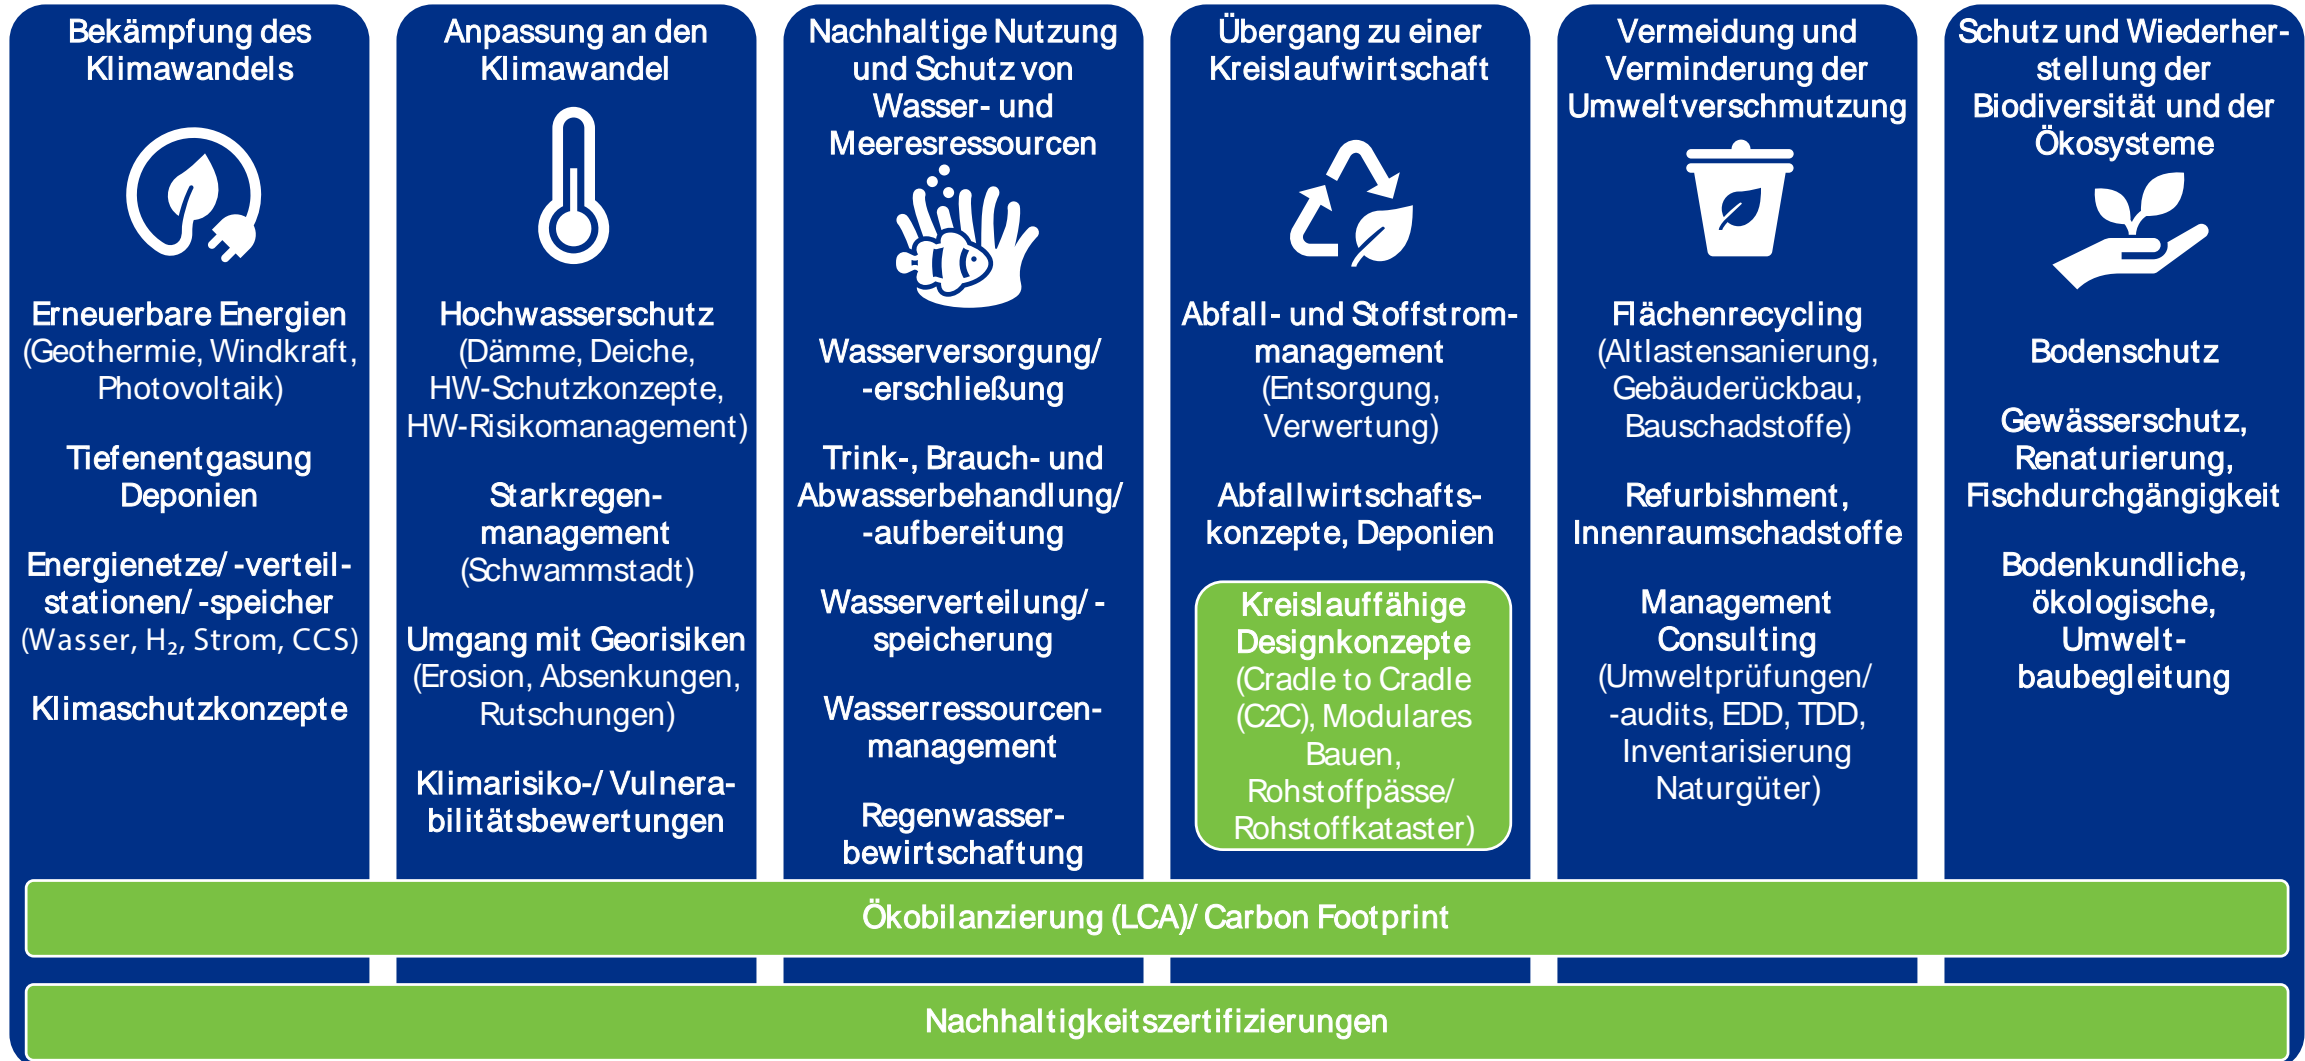 Bekämpfung des
Klimawandels
Erneuerbare Energien
(Geothermie, Windkraft,
Photovoltaik)
Tiefenentgasung
Deponien
Energienetze/ -verteil-
stationen/ -speicher
(Wasser, H₂, Strom, CCS)
Klimaschutzkonzepte
Anpassung an den
Klimawandel
Hochwasserschutz
(Dämme, Deiche,
HW-Schutzkonzepte,
HW-Risikomanagement)
Starkregen-
management
(Schwammstadt)
Umgang mit Georisiken
(Erosion, Absenkungen,
Rutschungen)
Klimarisiko-/ Vulnera-
bilitätsbewertungen
Nachhaltige Nutzung
und Schutz von
Wasser- und
Meeresressourcen
Wasserversorgung/
-erschließung
Trink-, Brauch- und
Abwasserbehandlung/
-aufbereitung
Wasserverteilung/ -
speicherung
Wasserressourcen-
management
Regenwasser-
bewirtschaftung
Übergang zu einer
Kreislaufwirtschaft
Abfall- und Stoffstrom-
management
(Entsorgung,
Verwertung)
Abfallwirtschafts-
konzepte, Deponien
Kreislauffähige
Designkonzepte
(Cradle to Cradle
(C2C), Modulares
Bauen,
Rohstoffpässe/
Rohstoffkataster)
Vermeidung und
Verminderung der
Umweltverschmutzung
Flächenrecycling
(Altlastensanierung,
Gebäuderückbau,
Bauschadstoffe)
Refurbishment,
Innenraumschadstoffe
Management
Consulting
(Umweltprüfungen/
-audits, EDD, TDD,
Inventarisierung
Naturgüter)
Schutz und Wiederher-
stellung der
Biodiversität und der
Ökosysteme
Bodenschutz
Gewässerschutz,
Renaturierung,
Fischdurchgängigkeit
Bodenkundliche,
ökologische,
Umwelt-
baubegleitung
Ökobilanzierung (LCA)/ Carbon Footprint
Nachhaltigkeitszertifizierungen